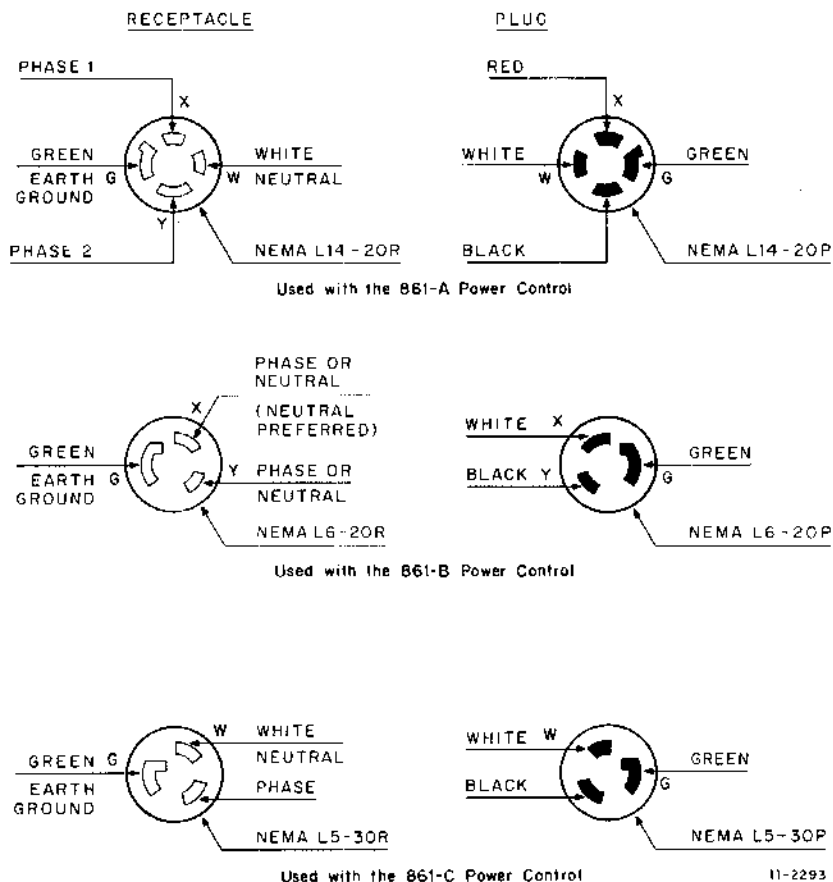 RECEPTACLE
PLUG
PHASE 1
X
GREEN
EARTH
GROUND
G
WHITE
NEUTRAL
W
Y
PHASE 2
NEMA L14-20R
RED
X
WHITE
W
GREEN
G
BLACK
NEMA L14-20P
Used with the 861-A Power Control
PHASE OR
NEUTRAL
(NEUTRAL
PREFERRED)
X
GREEN
EARTH
GROUND
G
Y
PHASE OR
NEUTRAL
NEMA L6-20R
WHITE X
BLACK Y
GREEN
G
NEMA L6-20P
Used with the 861-B Power Control
W
WHITE
NEUTRAL
GREEN G
EARTH
GROUND
PHASE
NEMA L5-30R
WHITE W
BLACK
GREEN
G
NEMA L5-30P
Used with the 861-C Power Control
11-2293